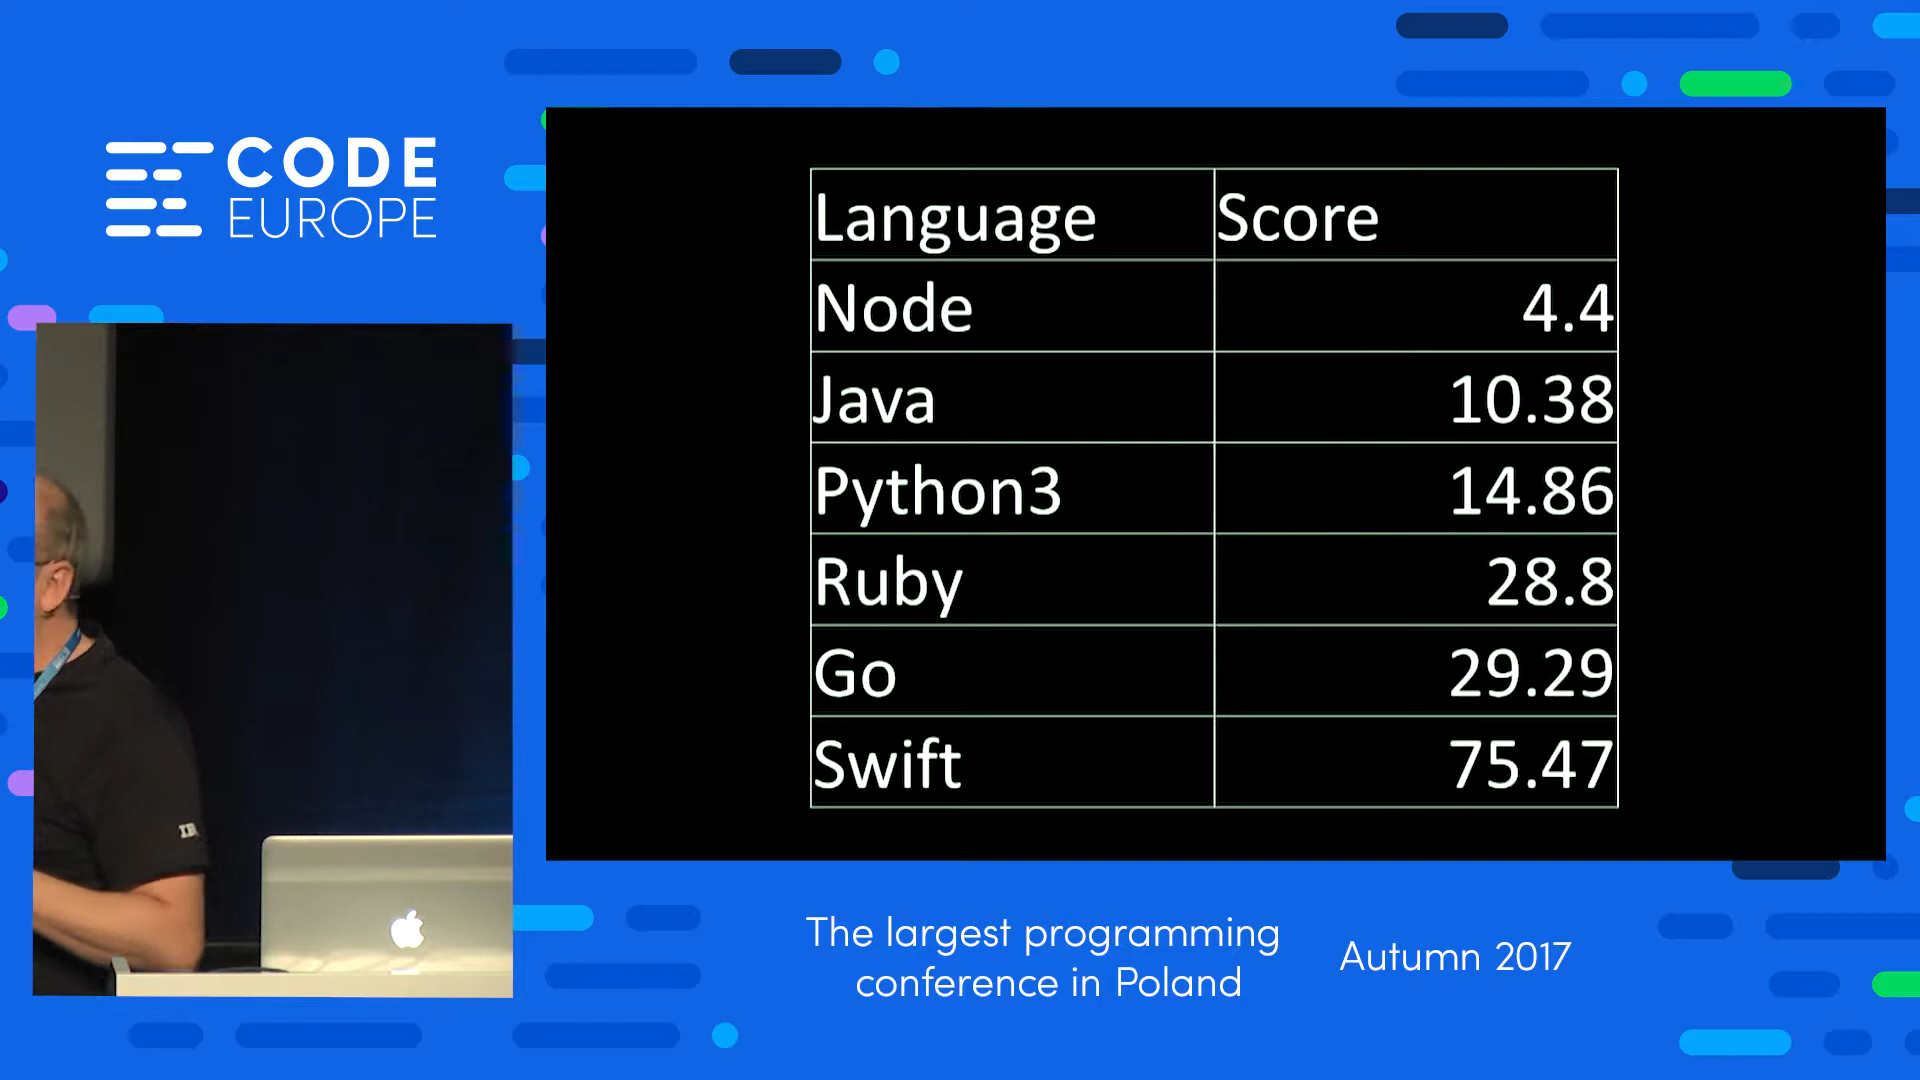 CODE
EUROPE
Language Score
Node 4.4
Java 10.38
Python3 14.86
Ruby 28.8
Go 29.29
Swift 75.47
IBM
The largest programming
conference in Poland
Autumn 2017